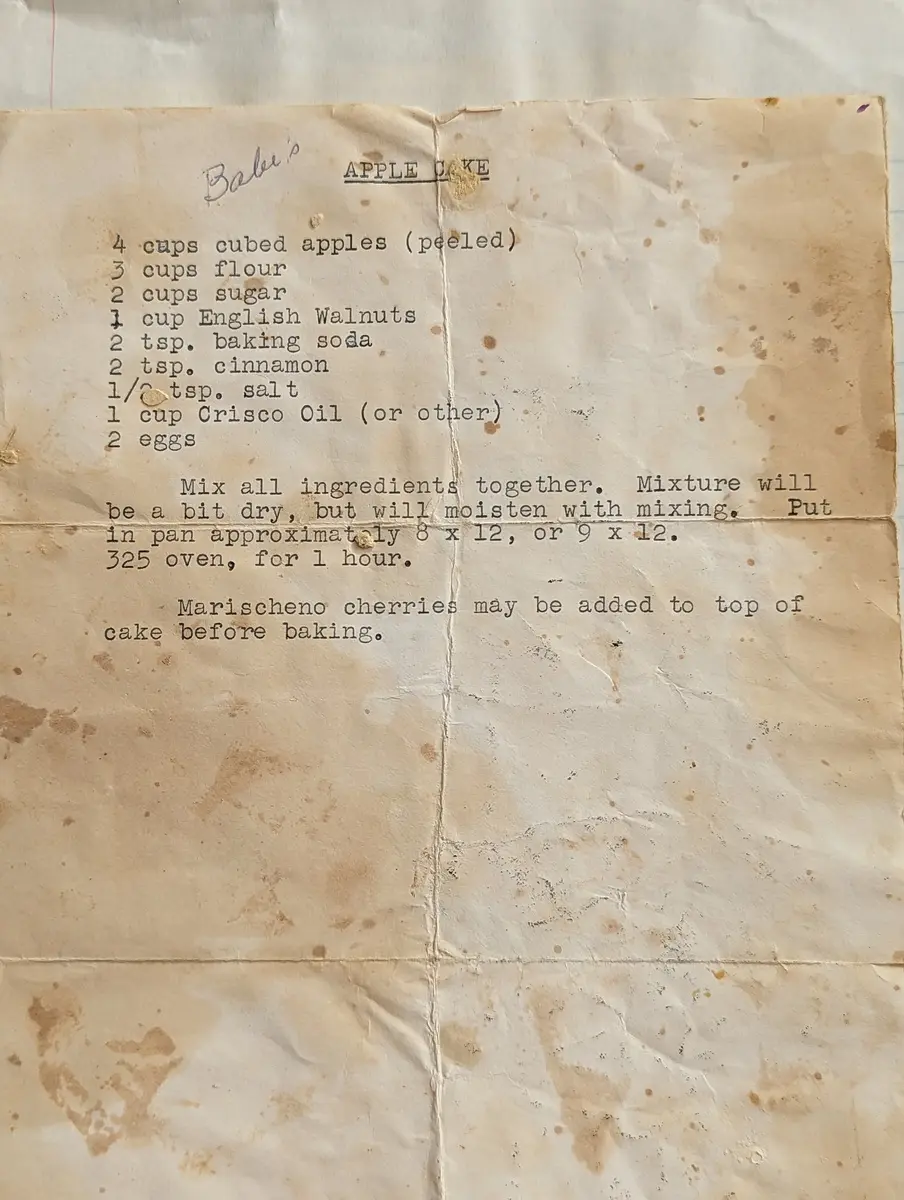 Babe's
APPLE CAKE
4 cups cubed apples (peeled)
3 cups flour
2 cups sugar
1 cup English Walnuts
2 tsp. baking soda
2 tsp. cinnamon
1/2 tsp. salt
1 cup Crisco Oil (or other)
2 eggs
Mix all ingredients together. Mixture will
be a bit dry, but will moisten with mixing. Put
in pan approximately 8 x 12, or 9 x 12.
325 oven, for 1 hour.
Marischeno cherries may be added to top of
cake before baking.